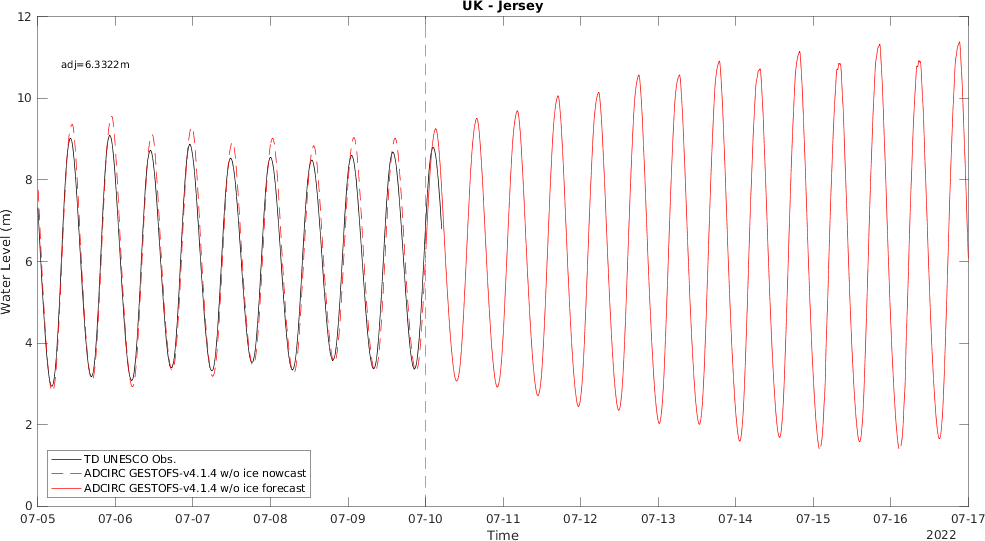 UK - Jersey
12
adj=6.3322m
10
8
6
4
2
0
Water Level (m)
TD UNESCO Obs.
ADCIRC GESTOFS-v4.1.4 w/o ice nowcast
ADCIRC GESTOFS-v4.1.4 w/o ice forecast
07-05 07-06 07-07 07-08 07-09 07-10 07-11 07-12 07-13 07-14 07-15 07-16 07-17
Time
2022